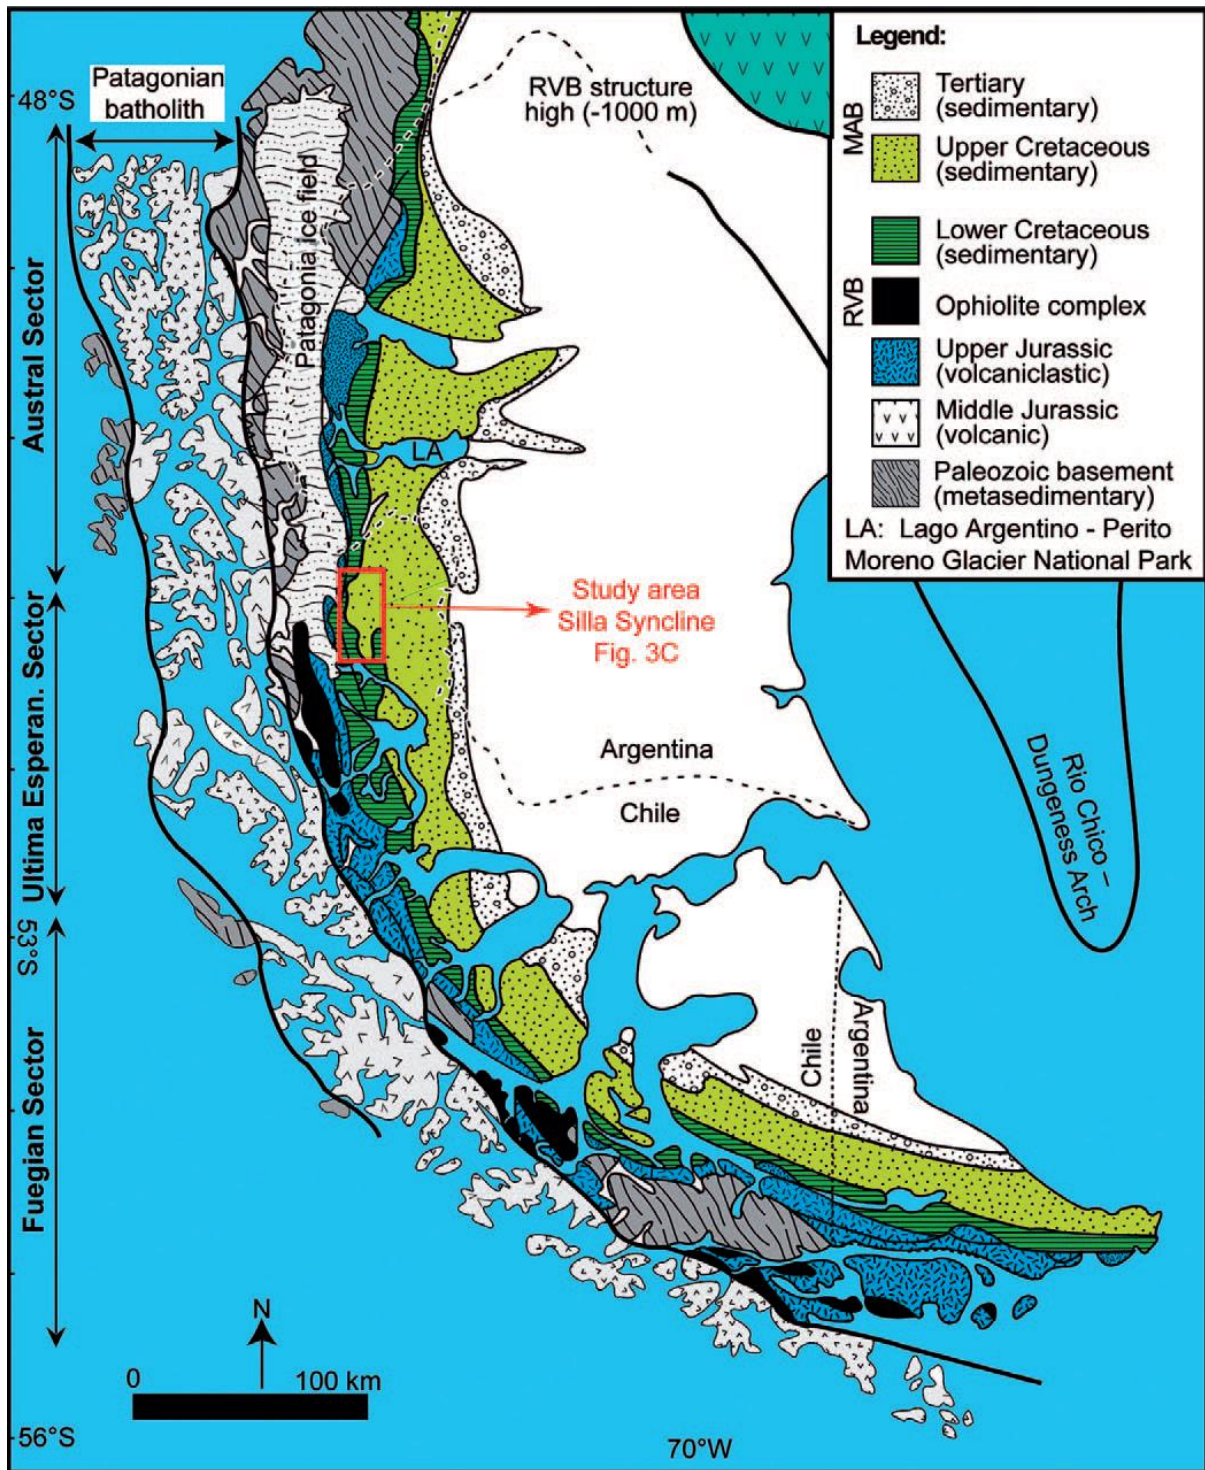 48°S
Patagonian
batholith
RVB structure
high (-1000 m)
Patagonia ice field
Austral Sector
Ultima Esperan. Sector
53°S
Fuegian Sector
LA
Study area
Silla Syncline
Fig. 3C
Argentina
Chile
Rio Chico –
Dungeness Arch
Chile
Argentina
N
0 100 km
56°S
70°W
Legend:
MAB
Tertiary
(sedimentary)
Upper Cretaceous
(sedimentary)
RVB
Lower Cretaceous
(sedimentary)
Ophiolite complex
Upper Jurassic
(volcaniclastic)
Middle Jurassic
(volcanic)
Paleozoic basement
(metasedimentary)
LA: Lago Argentino - Perito
Moreno Glacier National Park